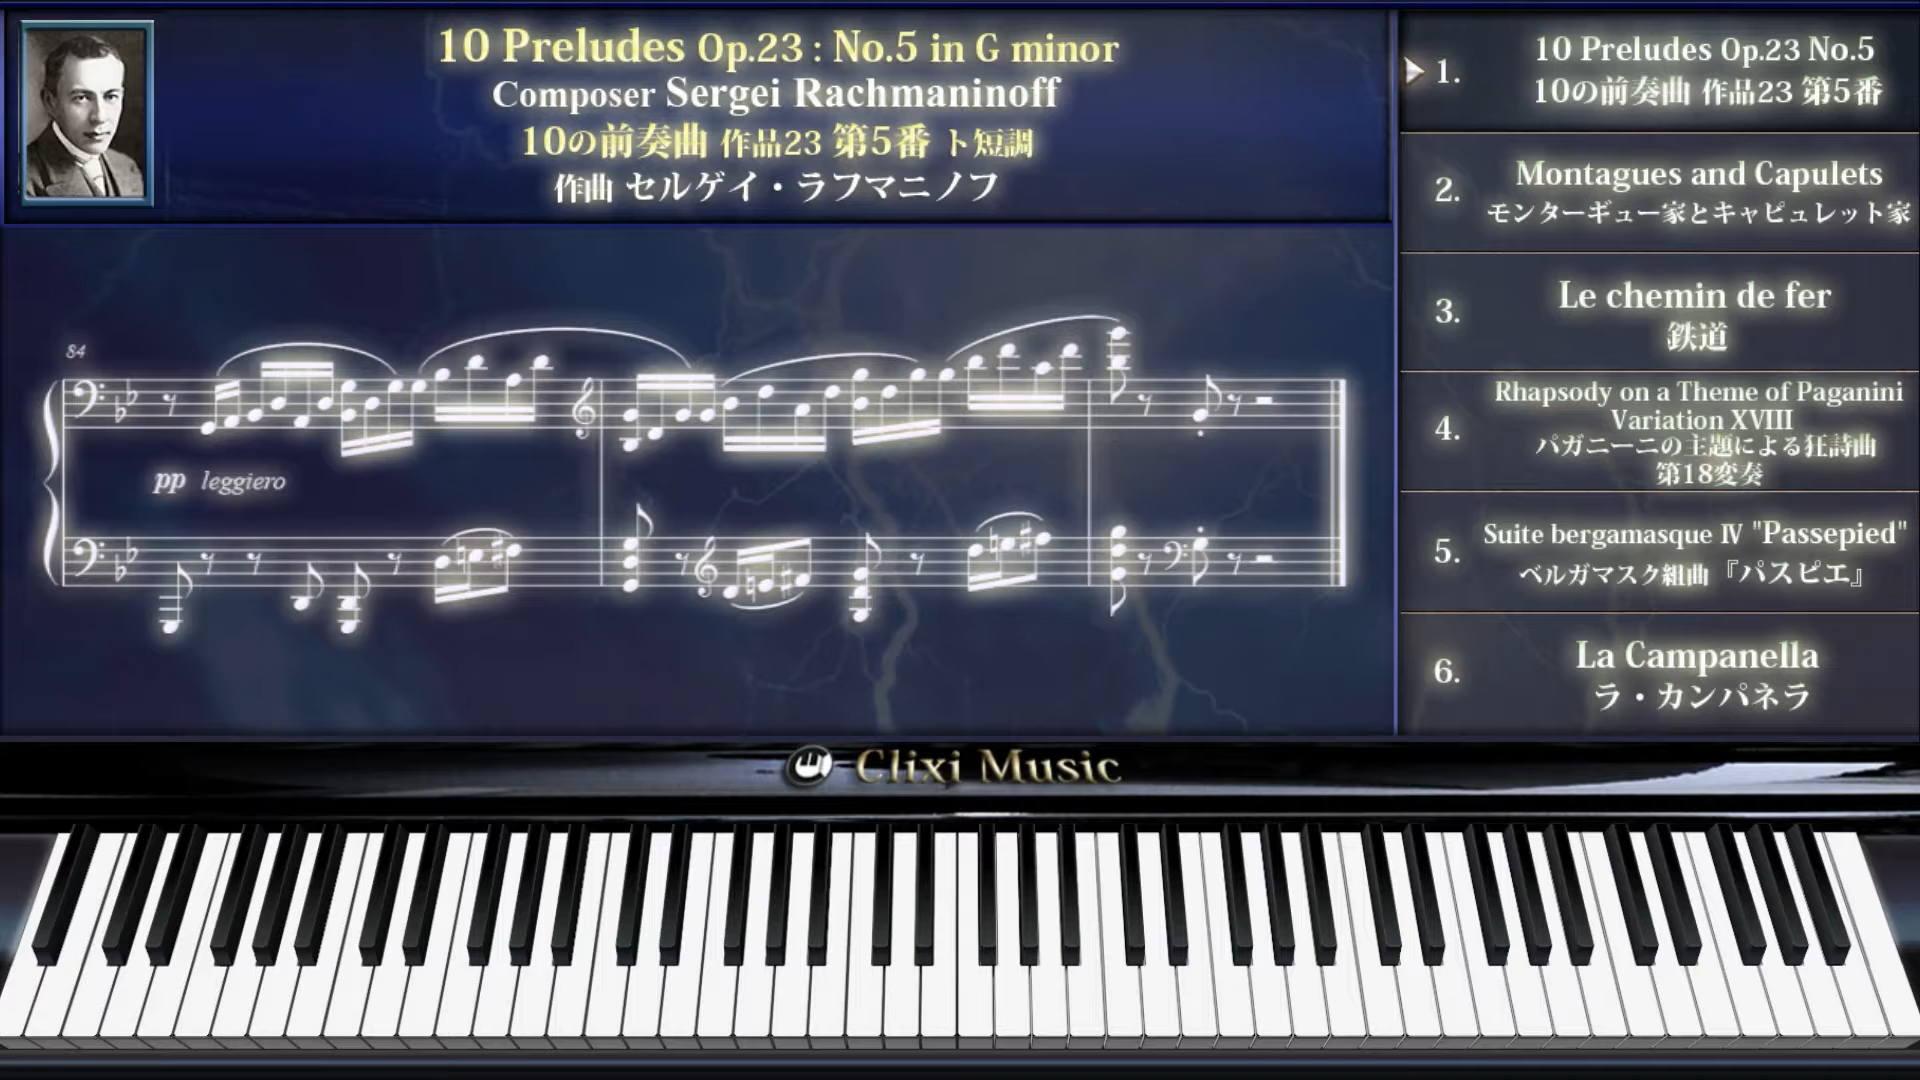 10 Preludes Op.23 : No.5 in G minor
Composer Sergei Rachmaninoff
10の前奏曲 作品23 第5番 ト短調
作曲 セルゲイ・ラフマニノフ
84
pp leggiero
1.
10 Preludes Op.23 No.5
10の前奏曲 作品23 第5番
2.
Montagues and Capulets
モンターギュー家とキャピュレット家
3.
Le chemin de fer
鉄道
4.
Rhapsody on a Theme of Paganini
Variation XVIII
パガニーニの主題による狂詩曲
第18変奏
5.
Suite bergamasque Ⅳ "Passepied"
ベルガマスク組曲『パスピエ』
6.
La Campanella
ラ・カンパネラ
Clixi Music